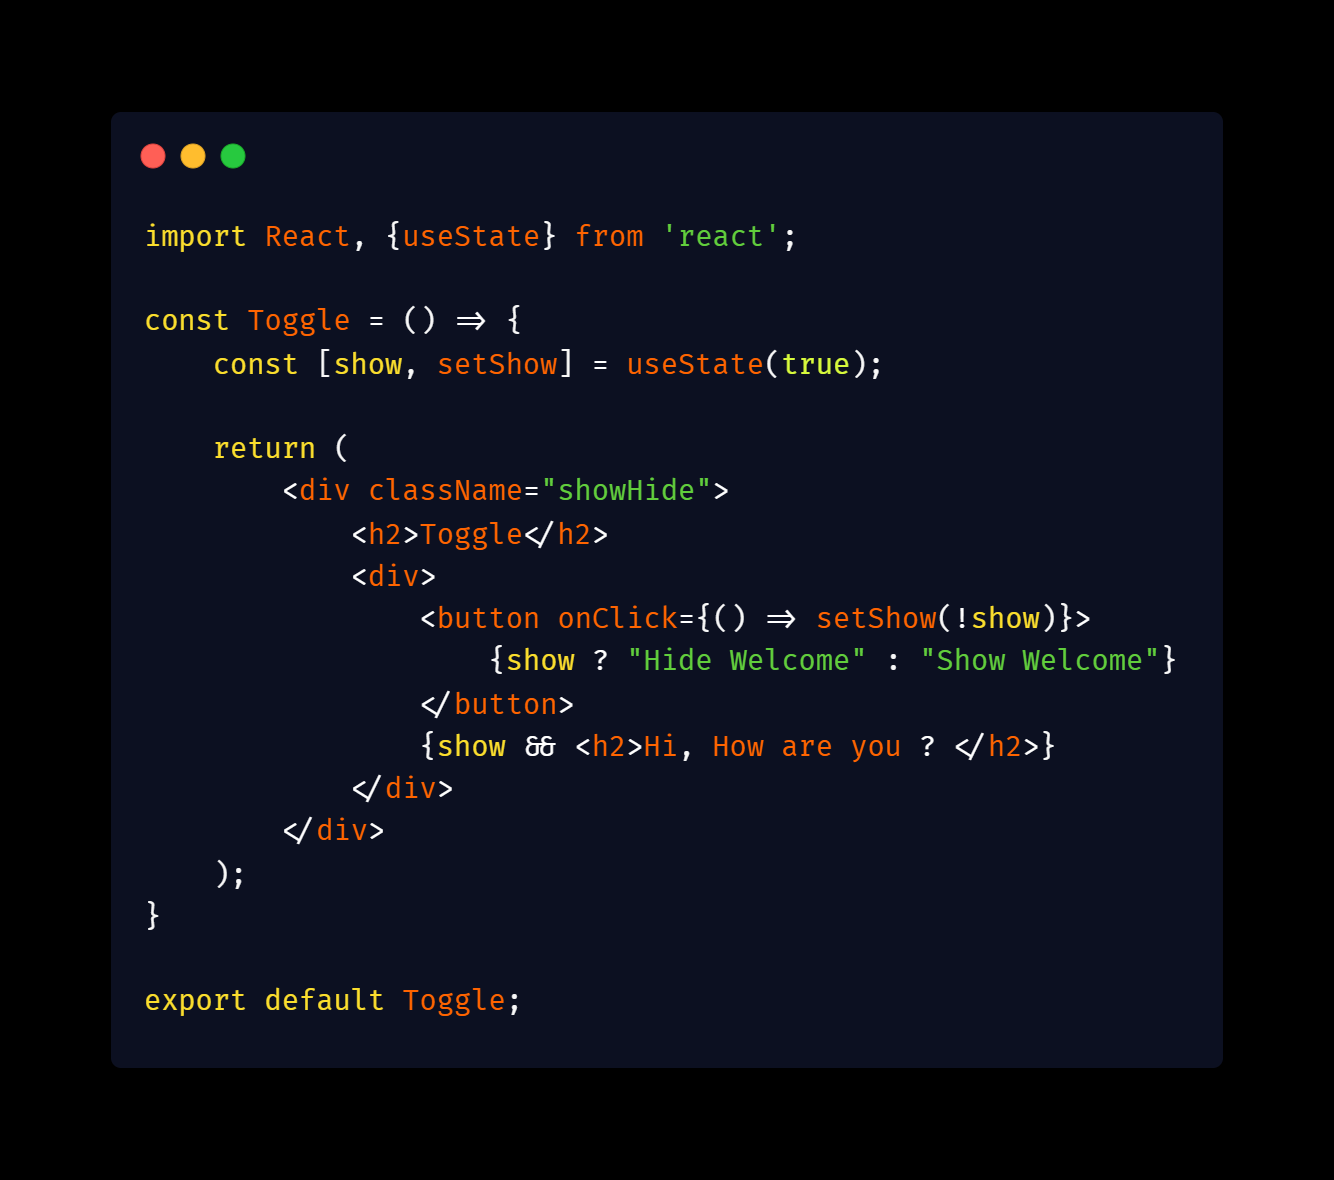 import React, {useState} from 'react';
const Toggle = () => {
    const [show, setShow] = useState(true);
    return (
        <div className="showHide">
            <h2>Toggle</h2>
            <div>
                <button onClick={() => setShow(!show)}>
                    {show ? "Hide Welcome" : "Show Welcome"}
                </button>
                {show && <h2>Hi, How are you ? </h2>}
            </div>
        </div>
    );
}
export default Toggle;